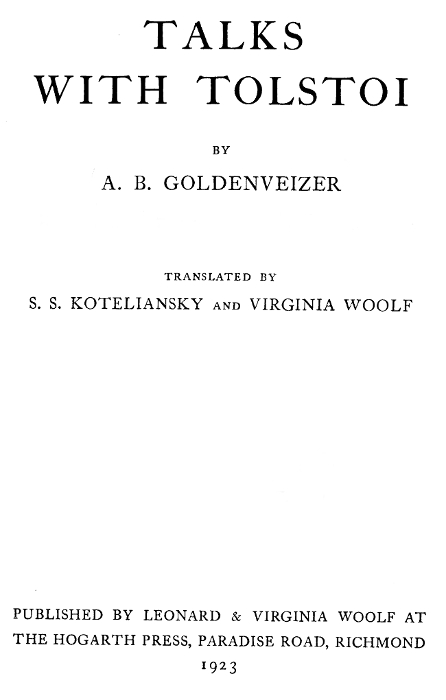 TALKS
WITH TOLSTOI
BY
A. B. GOLDENVEIZER
TRANSLATED BY
S. S. KOTELIANSKY AND VIRGINIA WOOLF
PUBLISHED BY LEONARD & VIRGINIA WOOLF AT
THE HOGARTH PRESS, PARADISE ROAD, RICHMOND
1923